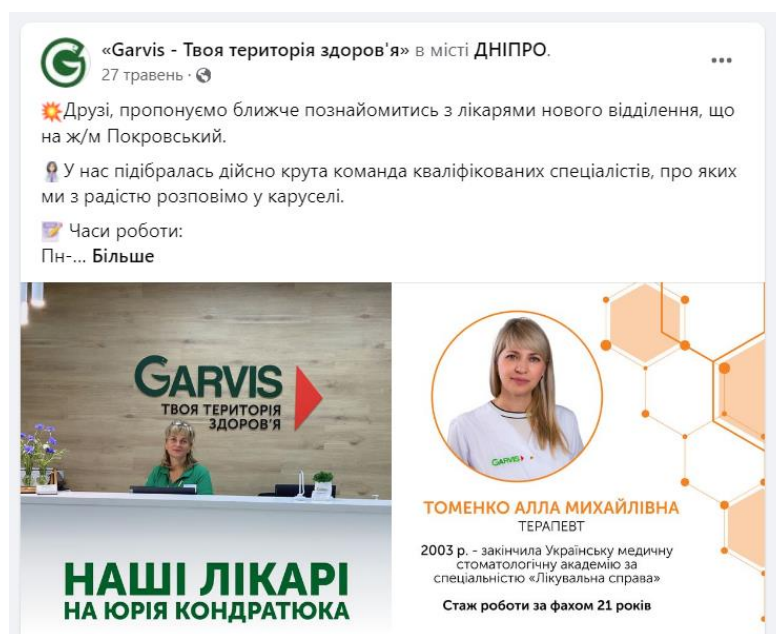 «Garvis - Твоя територія здоров'я» в місті ДНІПРО.
27 травень ·
Друзі, пропонуємо ближче познайомитись з лікарями нового відділення, що
на ж/м Покровський.
У нас підібралась дійсно крута команда кваліфікованих спеціалістів, про яких
ми з радістю розповімо у каруселі.
Часи роботи:
Пн-... Більше
GARVIS
ТВОЯ ТЕРИТОРІЯ
ЗДОРОВ'Я
НАШІ ЛІКАРІ
НА ЮРІЯ КОНДРАТЮКА
GARVIS
ТОМЕНКО АЛЛА МИХАЙЛІВНА
ТЕРАПЕВТ
2003 р. - закінчила Українську медичну
стоматологічну академію за
спеціальністю «Лікувальна справа»
Стаж роботи за фахом 21 років